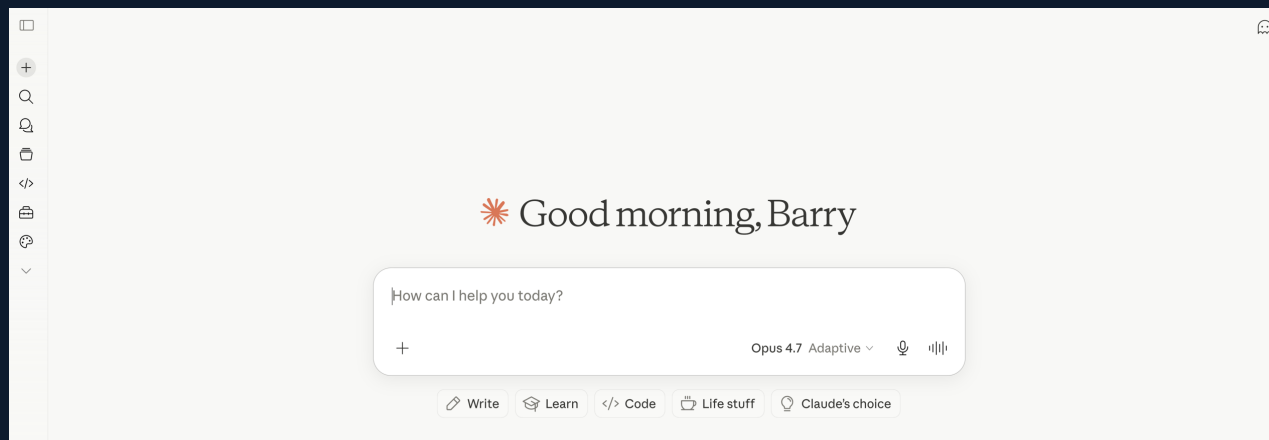 Good morning, Barry
How can I help you today?
Opus 4.7 Adaptive
Write Learn Code Life stuff Claude's choice